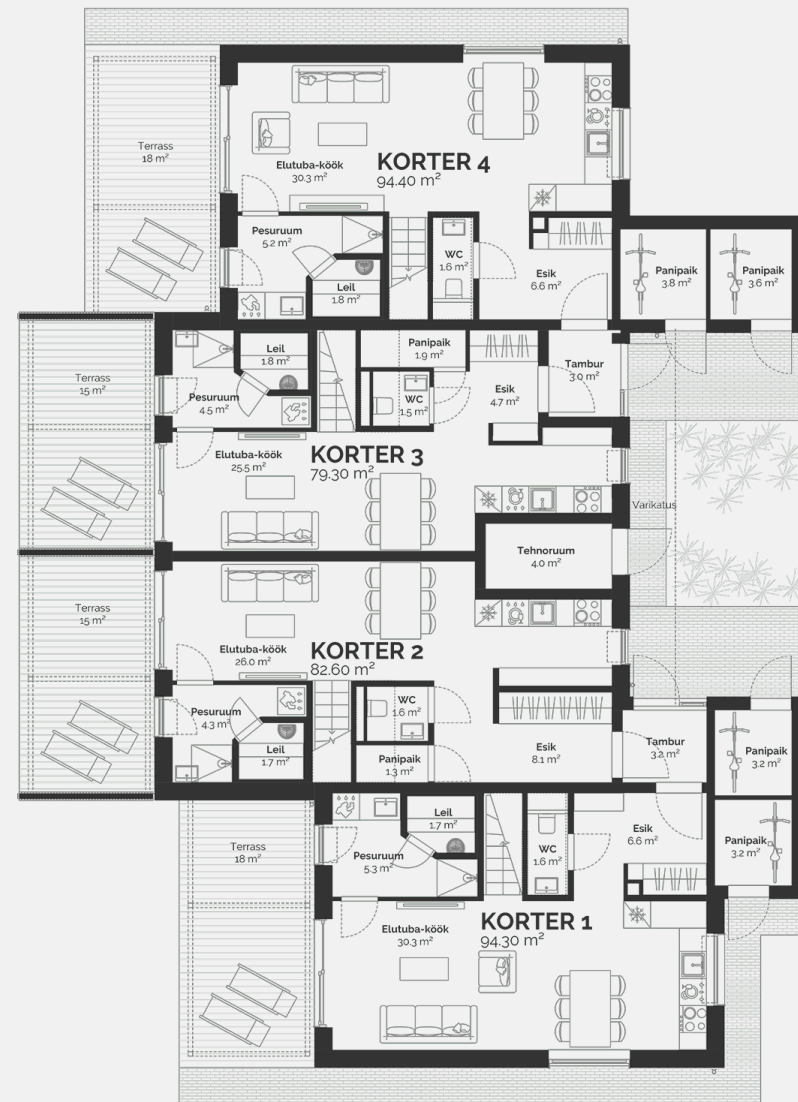 Terrass
18 m²
Elutuba-köök
30.3 m²
KORTER 4
94.40 m²
Pesuruum
5.2 m²
Leil
1.8 m²
WC
1.6 m²
Esik
6.6 m²
Panipaik
3.8 m²
Panipaik
3.6 m²
Terrass
15 m²
Leil
1.8 m²
Pesuruum
4.5 m²
Panipaik
1.9 m²
WC
1.5 m²
Esik
4.7 m²
Tambur
3.0 m²
Elutuba-köök
25.5 m²
KORTER 3
79.30 m²
Varikatus
Tehnoruum
4.0 m²
Terrass
15 m²
Elutuba-köök
26.0 m²
KORTER 2
82.60 m²
Pesuruum
4.3 m²
Leil
1.7 m²
WC
1.6 m²
Panipaik
1.3 m²
Esik
8.1 m²
Tambur
3.2 m²
Panipaik
3.2 m²
Terrass
18 m²
Pesuruum
5.3 m²
Leil
1.7 m²
WC
1.6 m²
Esik
6.6 m²
Panipaik
3.2 m²
Elutuba-köök
30.3 m²
KORTER 1
94.30 m²